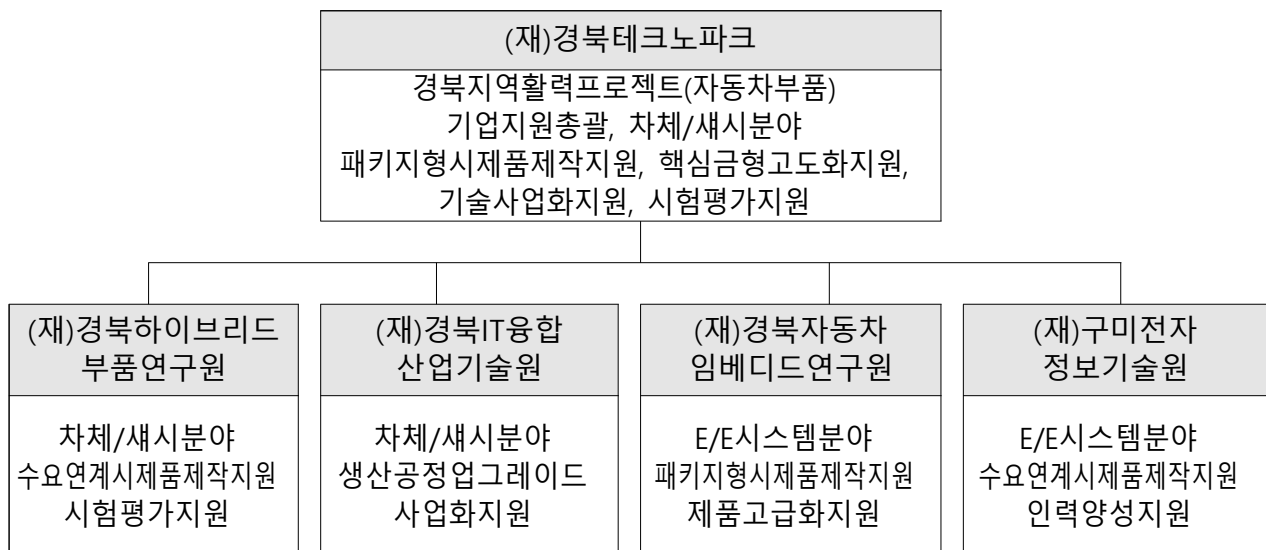 (재)경북테크노파크
경북지역활력프로젝트(자동차부품)
기업지원총괄, 차체/섀시분야
패키지형시제품제작지원, 핵심금형고도화지원,
기술사업화지원, 시험평가지원
(재)경북하이브리드
부품연구원
차체/섀시분야
수요연계시제품제작지원
시험평가지원
(재)경북IT융합
산업기술원
차체/섀시분야
생산공정업그레이드
사업화지원
(재)경북자동차
임베디드연구원
E/E시스템분야
패키지형시제품제작지원
제품고급화지원
(재)구미전자
정보기술원
E/E시스템분야
수요연계시제품제작지원
인력양성지원